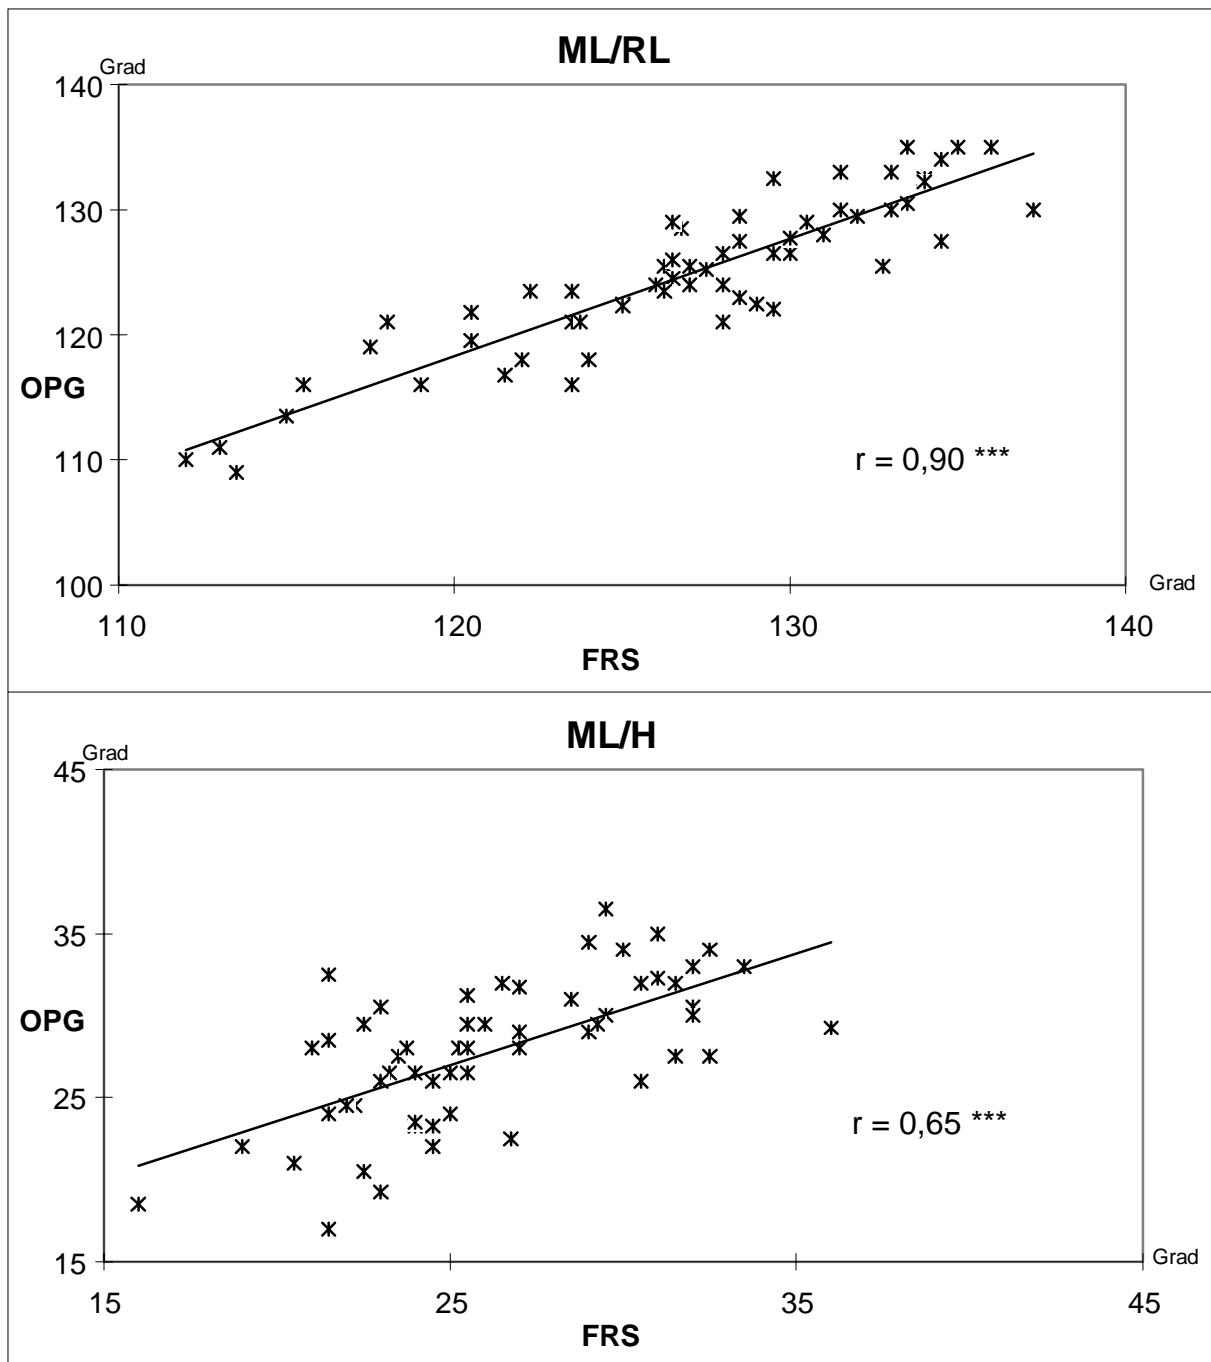 ML/RL
Grad
140
130
120
OPG
110
r = 0,90 ***
100
Grad
110 120 130 140
FRS
ML/H
Grad
45
35
OPG
25
r = 0,65 ***
15
Grad
15 25 35 45
FRS